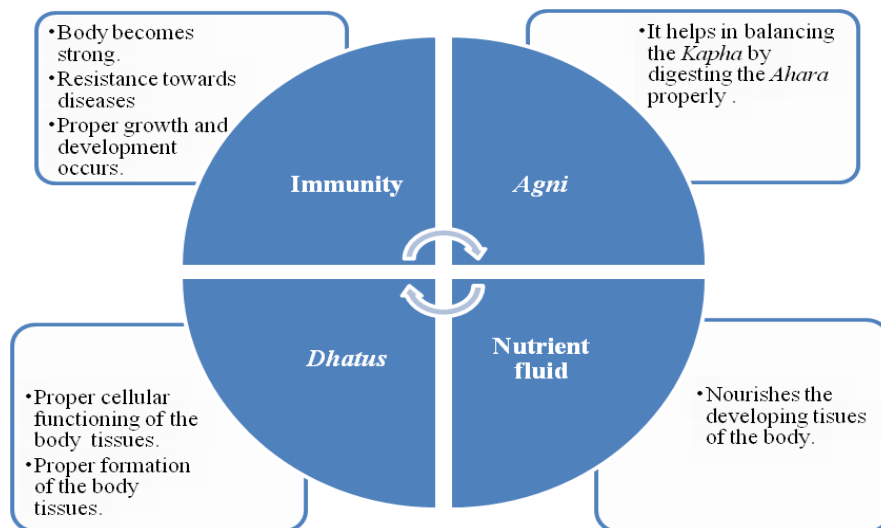 •Body becomes
strong.
•Resistance towards
diseases
•Proper growth and
development
occurs.
•It helps in balancing
the Kapha by
digesting the Ahara
properly .
Immunity
Agni
Dhatus
Nutrient
fluid
•Proper cellular
functioning of the
body tissues.
•Proper formation
of the body
tissues.
•Nourishes the
developing tisues
of the body.